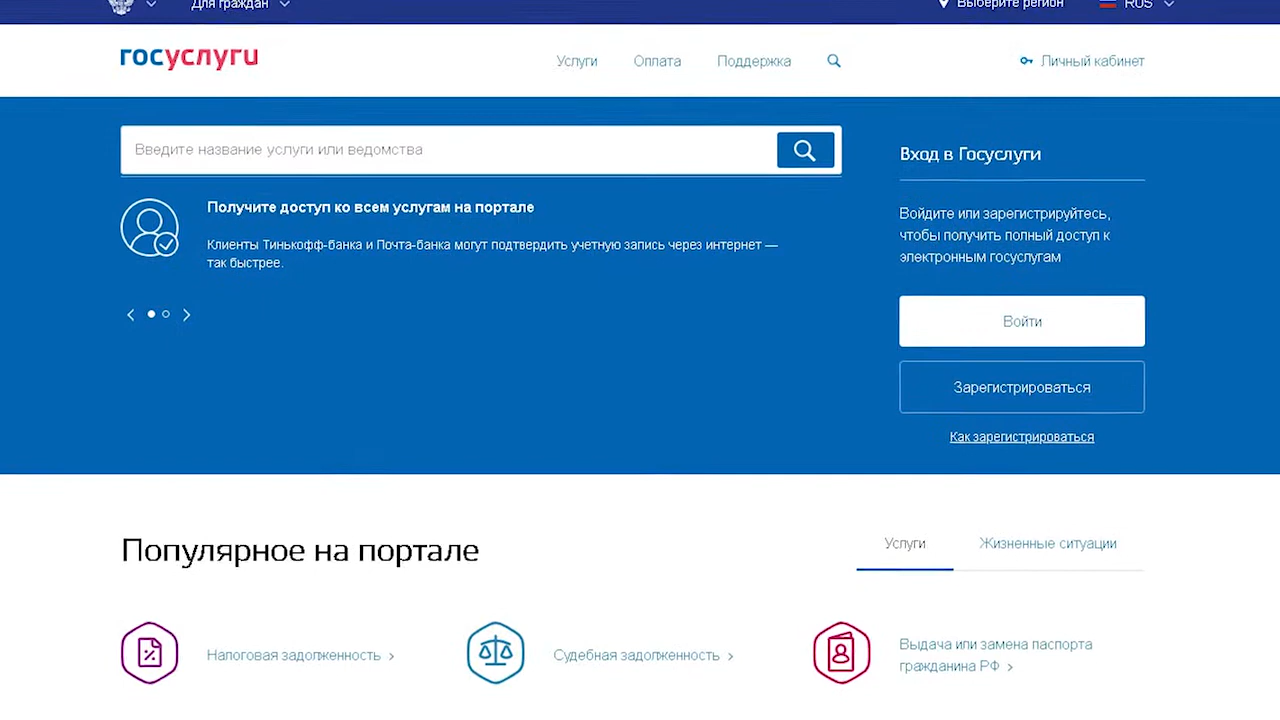 Для граждан
Выберите регион
RUS
госуслуги
Услуги
Оплата
Поддержка
Личный кабинет
Введите название услуги или ведомства
Получите доступ ко всем услугам на портале
Клиенты Тинькофф-банка и Почта-банка могут подтвердить учетную запись через интернет —
так быстрее.
Вход в Госуслуги
Войдите или зарегистрируйтесь,
чтобы получить полный доступ к
электронным госуслугам
Войти
Зарегистрироваться
Как зарегистрироваться
Популярное на портале
Услуги
Жизненные ситуации
Налоговая задолженность
Судебная задолженность
Выдача или замена паспорта
гражданина РФ